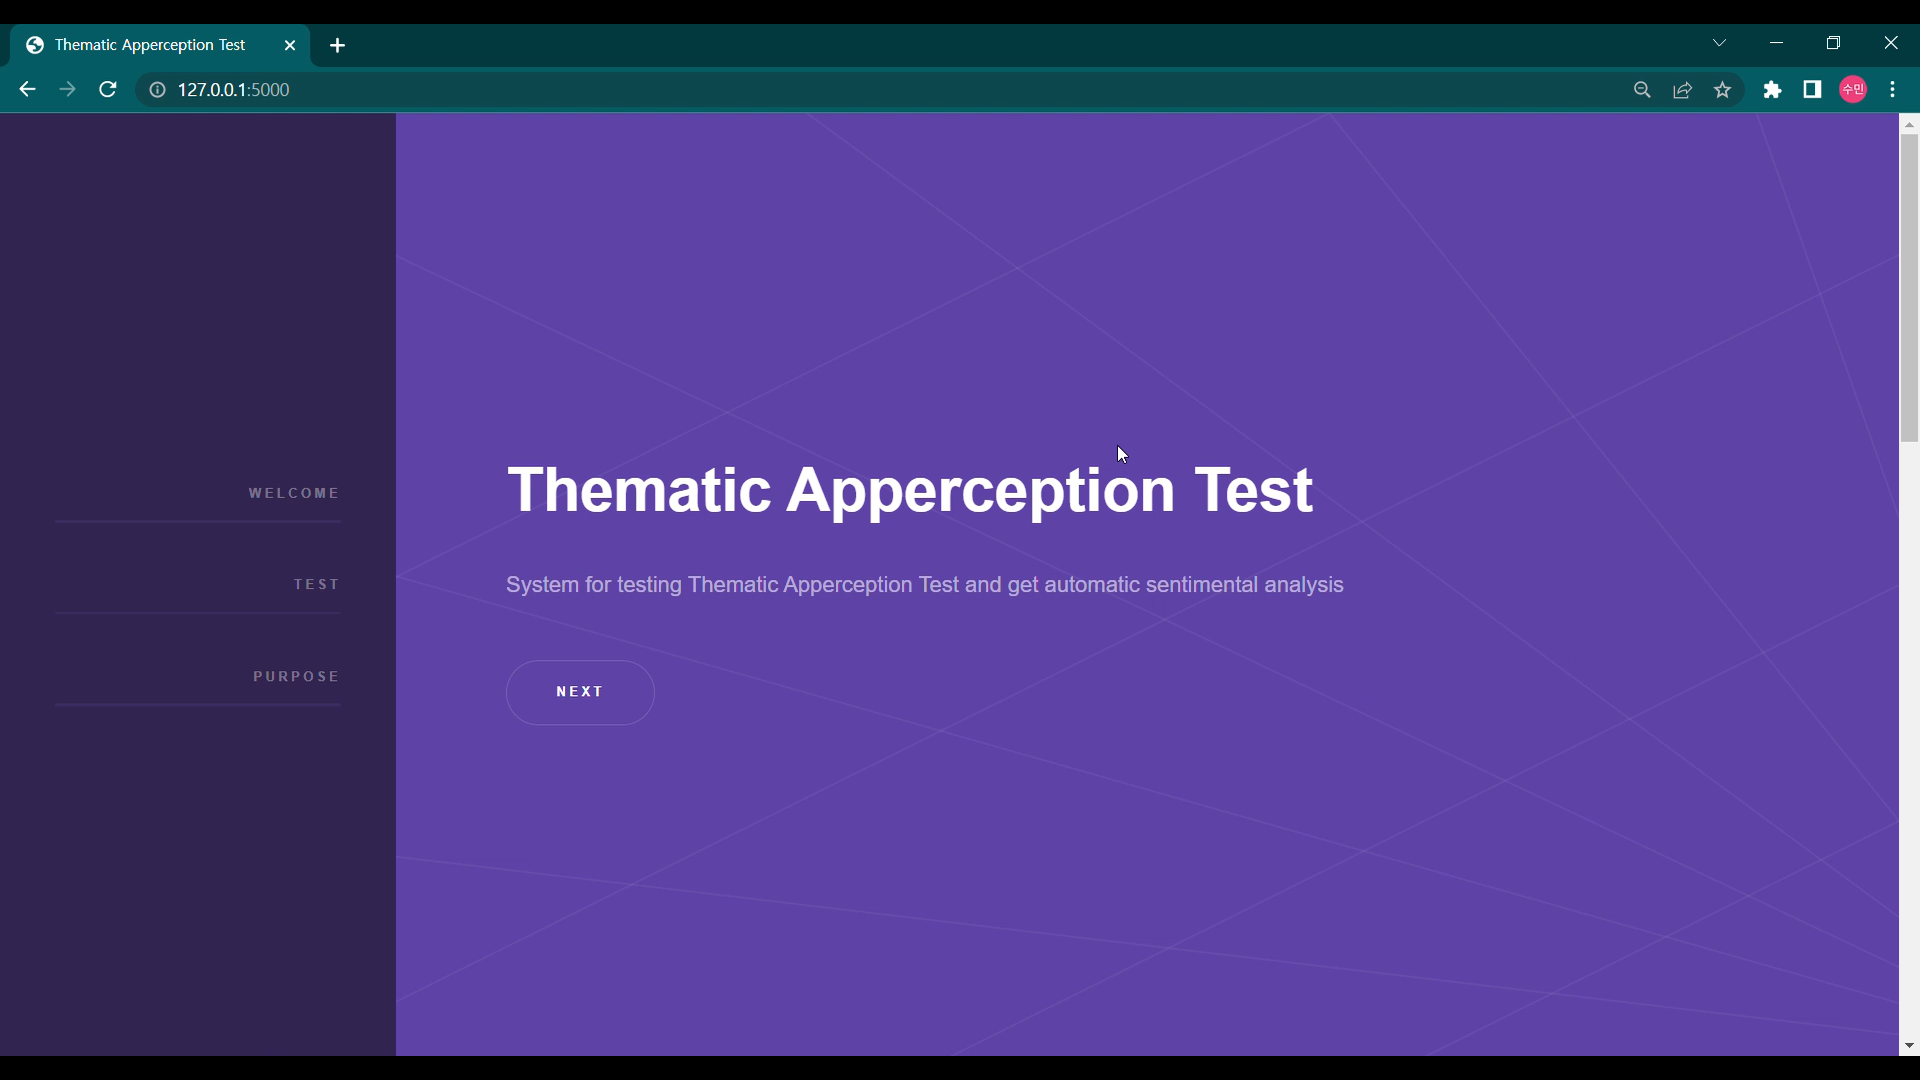 Thematic Apperception Test
127.0.0.1:5000
수민
WELCOME
TEST
PURPOSE
Thematic Apperception Test
System for testing Thematic Apperception Test and get automatic sentimental analysis
NEXT